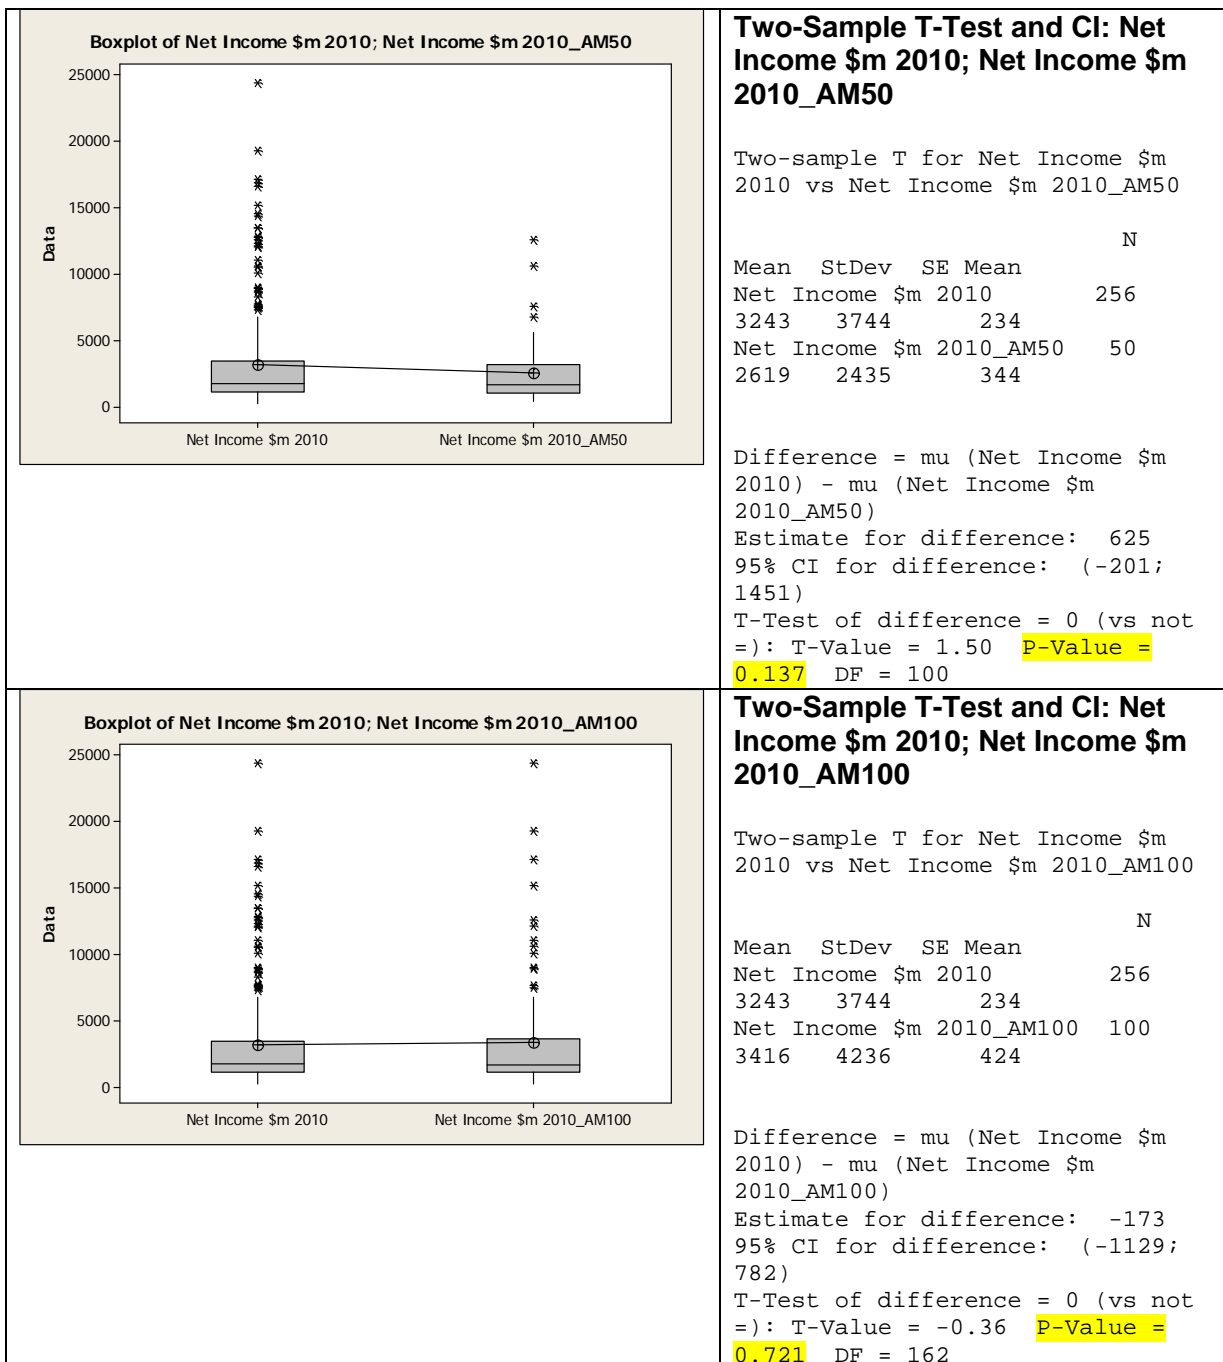 Boxplot of Net Income $m 2010; Net Income $m 2010_AM50
25000
20000
15000
10000
5000
0
Data
Net Income $m 2010 Net Income $m 2010_AM50
Two-Sample T-Test and CI: Net
Income $m 2010; Net Income $m
2010_AM50
Two-sample T for Net Income $m
2010 vs Net Income $m 2010_AM50
N
Mean StDev SE Mean
Net Income $m 2010 256
3243 3744 234
Net Income $m 2010_AM50 50
2619 2435 344
Difference = mu (Net Income $m
2010) - mu (Net Income $m
2010_AM50)
Estimate for difference: 625
95% CI for difference: (-201;
1451)
T-Test of difference = 0 (vs not
=): T-Value = 1.50 P-Value =
0.137 DF = 100
Boxplot of Net Income $m 2010; Net Income $m 2010_AM100
25000
20000
15000
10000
5000
0
Data
Net Income $m 2010 Net Income $m 2010_AM100
Two-Sample T-Test and CI: Net
Income $m 2010; Net Income $m
2010_AM100
Two-sample T for Net Income $m
2010 vs Net Income $m 2010_AM100
N
Mean StDev SE Mean
Net Income $m 2010 256
3243 3744 234
Net Income $m 2010_AM100 100
3416 4236 424
Difference = mu (Net Income $m
2010) - mu (Net Income $m
2010_AM100)
Estimate for difference: -173
95% CI for difference: (-1129;
782)
T-Test of difference = 0 (vs not
=): T-Value = -0.36 P-Value =
0.721 DF = 162